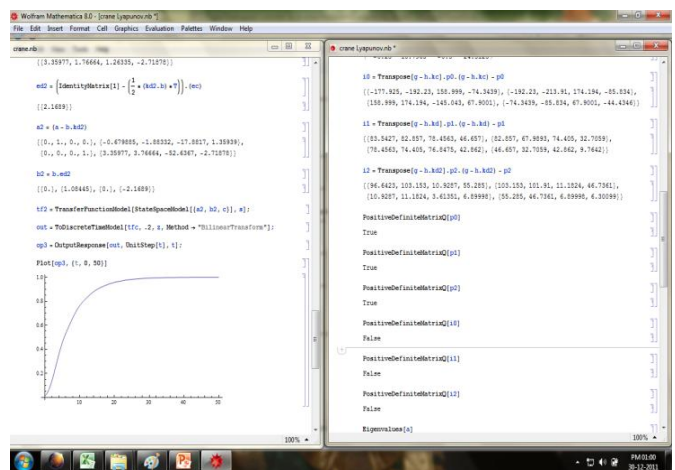 Wolfram Mathematica 8.0 - [crane Lyapunov.nb *]
File Edit Insert Format Cell Graphics Evaluation Palettes Window Help
crane.nb
{{3.35977, 1.76664, 1.26335, -2.71878}}
ed2 = (IdentityMatrix[1] - (1/2 * (kd2.b) * T)).(ec)
{{2.1689}}
a2 = (a - b.kd2)
{{0., 1., 0., 0.}, {-0.679885, -1.88332, -17.8817, 1.35939},
{0., 0., 0., 1.}, {3.35977, 3.76664, -52.6367, -2.71878}}
b2 = b.ed2
{{0.}, {1.08445}, {0.}, {-2.1689}}
tf2 = TransferFunctionModel[StateSpaceModel[{a2, b2, c}], s];
out = ToDiscreteTimeModel[tfc, .2, z, Method → "BilinearTransform"];
op3 = OutputResponse[out, UnitStep[t], t];
Plot[op3, {t, 0, 50}]
1.0
0.8
0.6
0.4
0.2
10 20 30 40 50
100%
crane Lyapunov.nb *
i0 = Transpose[g - h.kc].p0.(g - h.kc) - p0
{{-177.925, -192.23, 158.999, -74.3439}, {-192.23, -213.91, 174.194, -85.834},
{158.999, 174.194, -145.043, 67.9001}, {-74.3439, -85.834, 67.9001, -44.4346}}
i1 = Transpose[g - h.kd].p1.(g - h.kd) - p1
{{83.5427, 82.857, 78.4563, 46.657}, {82.857, 67.9893, 74.405, 32.7059},
{78.4563, 74.405, 76.8475, 42.862}, {46.657, 32.7059, 42.862, 9.7642}}
i2 = Transpose[g - h.kd2].p2.(g - h.kd2) - p2
{{96.6423, 103.153, 10.9287, 55.285}, {103.153, 101.91, 11.1824, 46.7361},
{10.9287, 11.1824, 3.61351, 6.89998}, {55.285, 46.7361, 6.89998, 6.30099}}
PositiveDefiniteMatrixQ[p0]
True
PositiveDefiniteMatrixQ[p1]
True
PositiveDefiniteMatrixQ[p2]
True
PositiveDefiniteMatrixQ[i0]
False
PositiveDefiniteMatrixQ[i1]
False
PositiveDefiniteMatrixQ[i2]
False
Eigenvalues[a]
100%
PM 01:00
30-12-2011